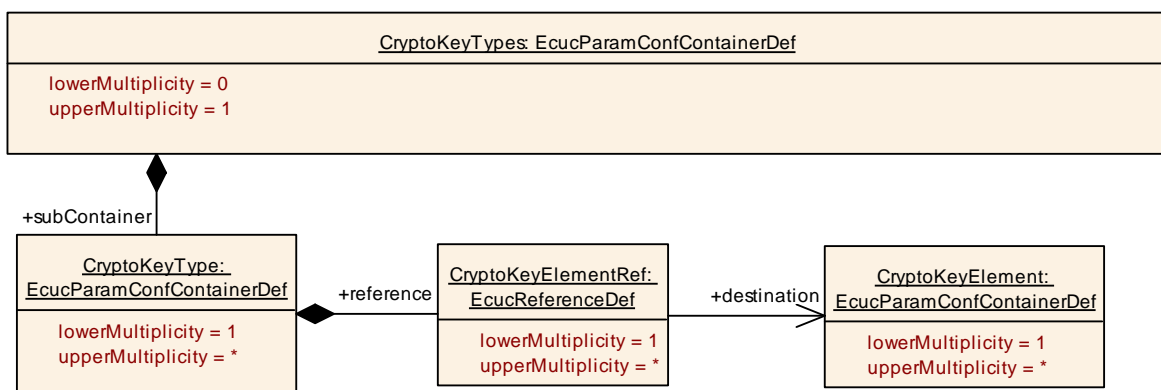 CryptoKeyTypes: EcucParamConfContainerDef
lowerMultiplicity = 0
upperMultiplicity = 1
+subContainer
CryptoKeyType:
EcucParamConfContainerDef
lowerMultiplicity = 1
upperMultiplicity = *
+reference
CryptoKeyElementRef:
EcucReferenceDef
lowerMultiplicity = 1
upperMultiplicity = *
+destination
CryptoKeyElement:
EcucParamConfContainerDef
lowerMultiplicity = 1
upperMultiplicity = *